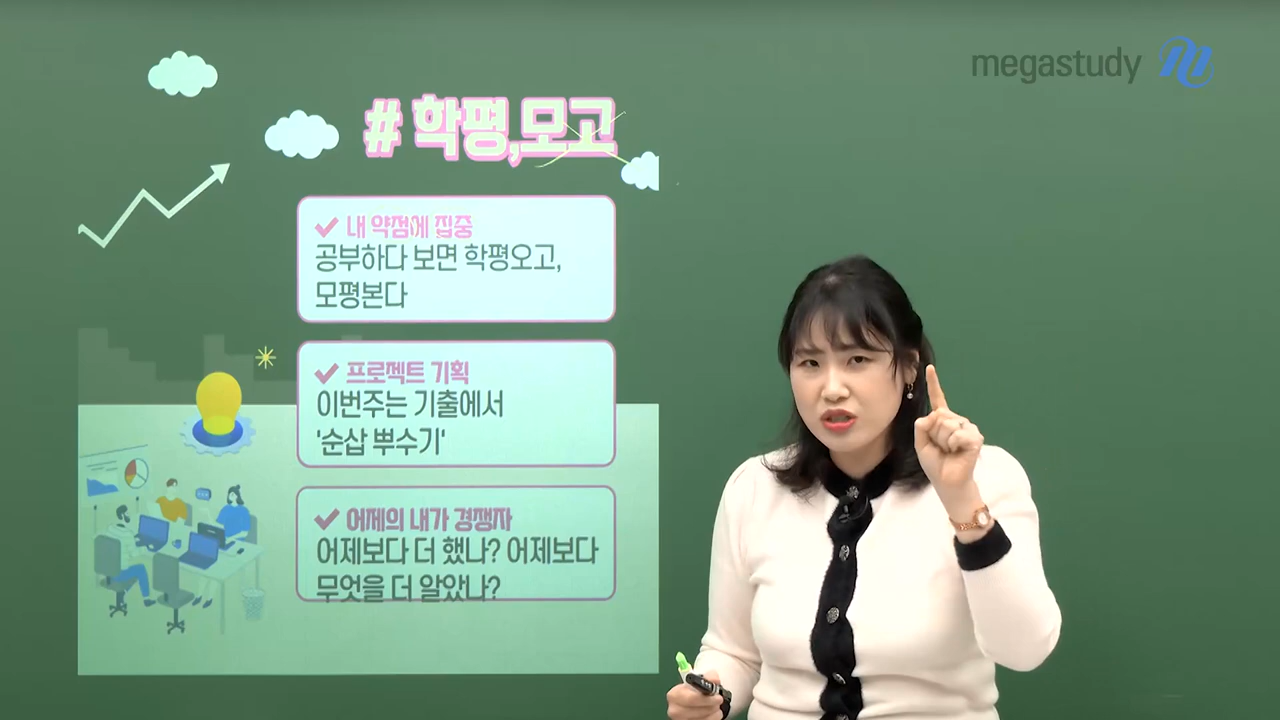 megastudy
# 학평,모고
내 약점에 집중
공부하다 보면 학평오고,
모평본다
프로젝트 기획
이번주는 기출에서
'순삽 뿌수기'
어제의 내가 경쟁자
어제보다 더 했나? 어제보다
무엇을 더 알았나?